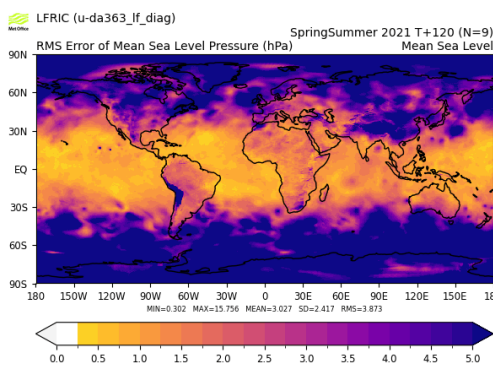 Met Office
LFRIC (u-da363_lf_diag)
SpringSummer 2021 T+120 (N=9)
RMS Error of Mean Sea Level Pressure (hPa)
Mean Sea Level
90N
60N
30N
EQ
30S
60S
90S
180 150W 120W 90W 60W 30W 0 30E 60E 90E 120E 150E 180
MIN=0.302 MAX=15.756 MEAN=3.027 SD=2.417 RMS=3.873
0.0 0.5 1.0 1.5 2.0 2.5 3.0 3.5 4.0 4.5 5.0